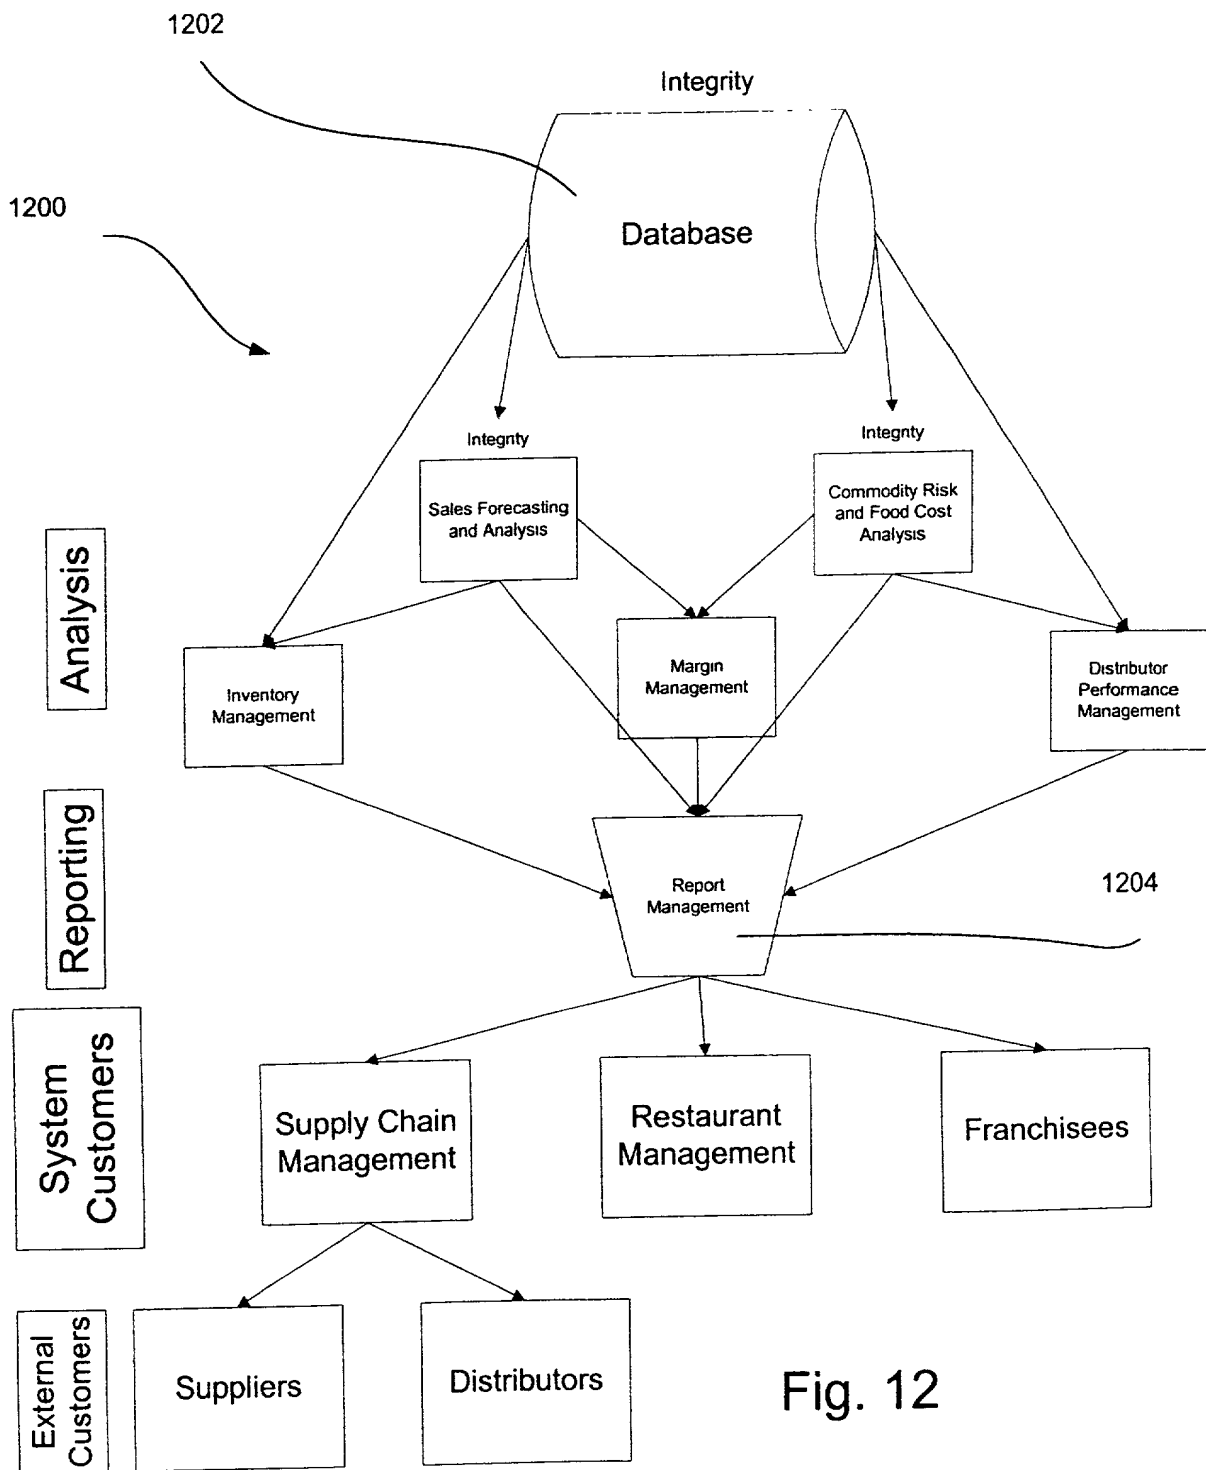 1202
Integrity
1200
Database
Integrity
Integrity
Sales Forecasting
and Analysis
Commodity Risk
and Food Cost
Analysis
Analysis
Inventory
Management
Margin
Management
Distributor
Performance
Management
Reporting
Report
Management
1204
System
Customers
Supply Chain
Management
Restaurant
Management
Franchisees
External
Customers
Suppliers
Distributors
Fig. 12